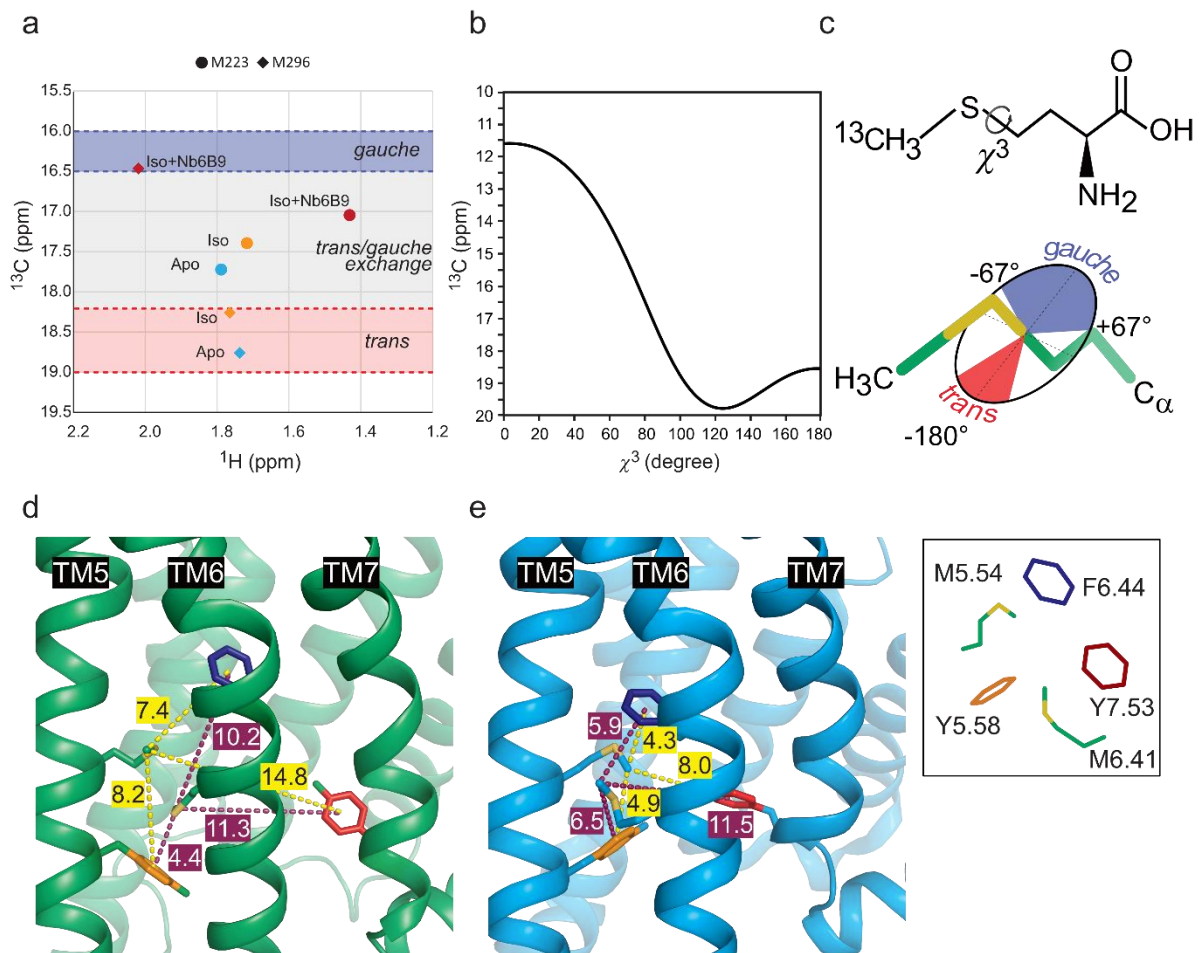 a
M223 M296
15.5
16.0
16.5
17.0
17.5
18.0
18.5
19.0
19.5
13C (ppm)
2.2 2.0 1.8 1.6 1.4 1.2
1H (ppm)
gauche
Iso+Nb6B9
Iso+Nb6B9
Iso
trans/gauche
exchange
Apo
Iso
trans
Apo
b
10
11
12
13
14
15
16
17
18
19
20
13C (ppm)
0 20 40 60 80 100 120 140 160 180
χ3 (degree)
c
O
S
13CH3
OH
χ3
NH2
gauche
-67°
+67°
H3C
trans
Cα
-180°
d
TM5 TM6 TM7
7.4
10.2
8.2
14.8
11.3
4.4
e
TM5 TM6 TM7
5.9
4.3
8.0
4.9
6.5
11.5
M5.54
F6.44
Y7.53
Y5.58
M6.41